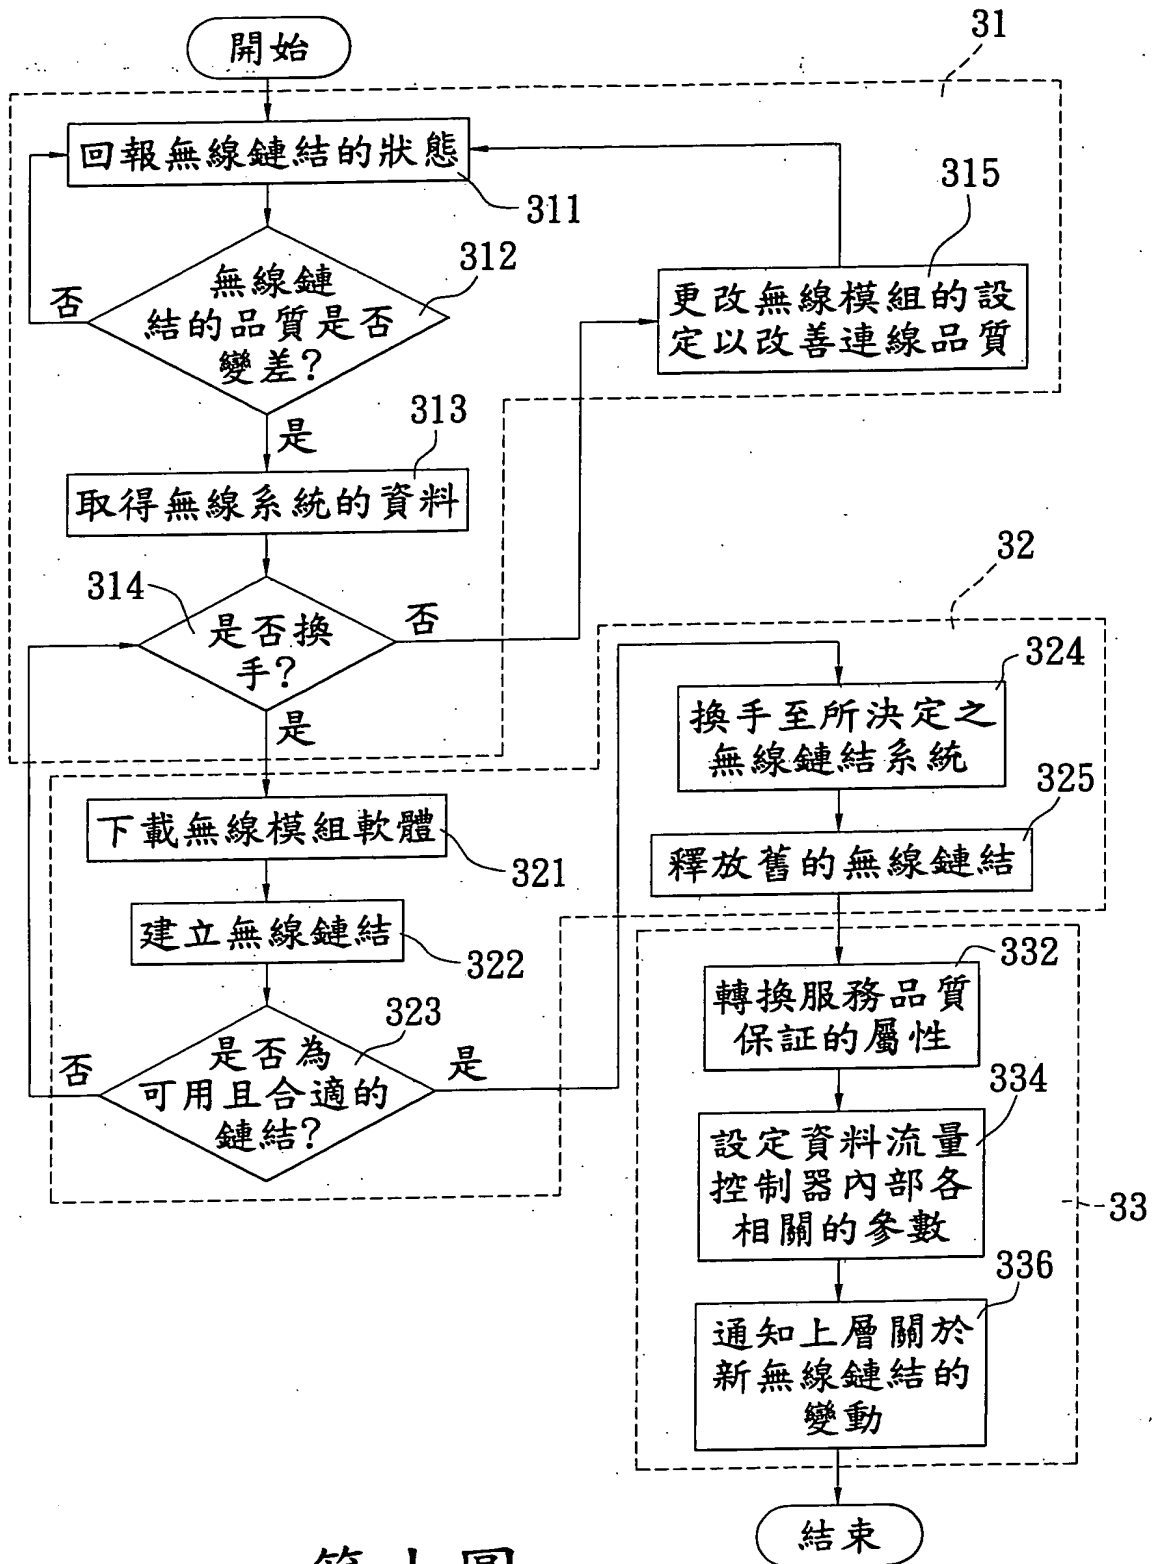 開始
31
回報無線鏈結的狀態
311
315
無線鏈
結的品質是否
變差?
312
否
更改無線模組的設
定以改善連線品質
是
313
取得無線系統的資料
314
是否換
手?
否
是
32
324
換手至所決定之
無線鏈結系統
325
釋放舊的無線鏈結
下載無線模組軟體
321
建立無線鏈結
322
是否為
可用且合適的
鏈結?
323
否
是
332
轉換服務品質
保証的屬性
334
設定資料流量
控制器內部各
相關的參數
33
336
通知上層關於
新無線鏈結的
變動
結束